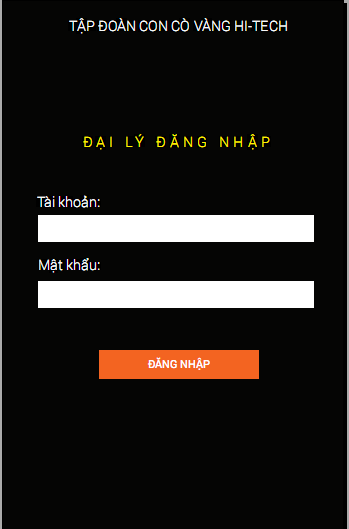 TẬP ĐOÀN CON CÒ VÀNG HI-TECH
ĐẠI LÝ ĐĂNG NHẬP
Tài khoản:
Mật khẩu:
ĐĂNG NHẬP